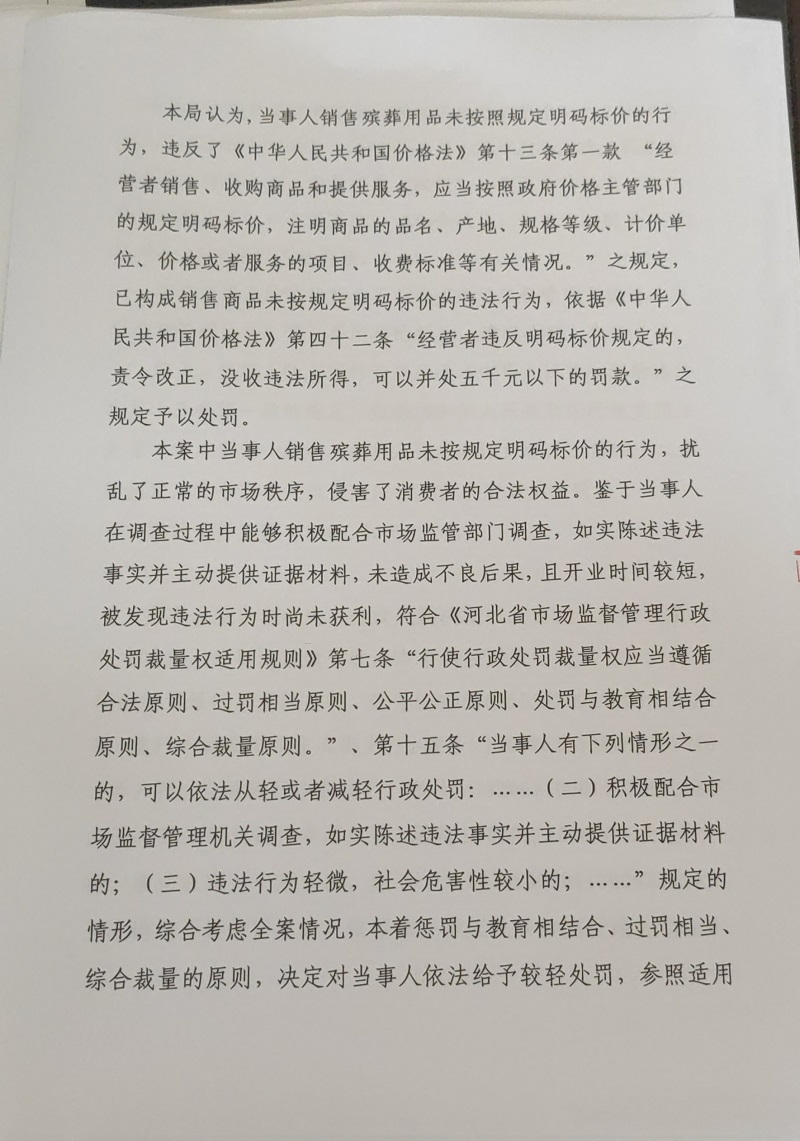 本局认为，当事人销售殡葬用品未按照规定明码标价的行
为，违反了《中华人民共和国价格法》第十三条第一款 “经
营者销售、收购商品和提供服务，应当按照政府价格主管部门
的规定明码标价，注明商品的品名、产地、规格等级、计价单
位、价格或者服务的项目、收费标准等有关情况。”之规定，
已构成销售商品未按规定明码标价的违法行为，依据《中华人
民共和国价格法》第四十二条“经营者违反明码标价规定的，
责令改正，没收违法所得，可以并处五千元以下的罚款。”之
规定予以处罚。
本案中当事人销售殡葬用品未按规定明码标价的行为，扰
乱了正常的市场秩序，侵害了消费者的合法权益。鉴于当事人
在调查过程中能够积极配合市场监管部门调查，如实陈述违法
事实并主动提供证据材料，未造成不良后果，且开业时间较短，
被发现违法行为时尚未获利，符合《河北省市场监督管理行政
处罚裁量权适用规则》第七条“行使行政处罚裁量权应当遵循
合法原则、过罚相当原则、公平公正原则、处罚与教育相结合
原则、综合裁量原则。”、第十五条“当事人有下列情形之一
的，可以依法从轻或者减轻行政处罚：……（二）积极配合市
场监督管理机关调查，如实陈述违法事实并主动提供证据材料
的；（三）违法行为轻微，社会危害性较小的；……”规定的
情形，综合考虑全案情况，本着惩罚与教育相结合、过罚相当、
综合裁量的原则，决定对当事人依法给予较轻处罚，参照适用